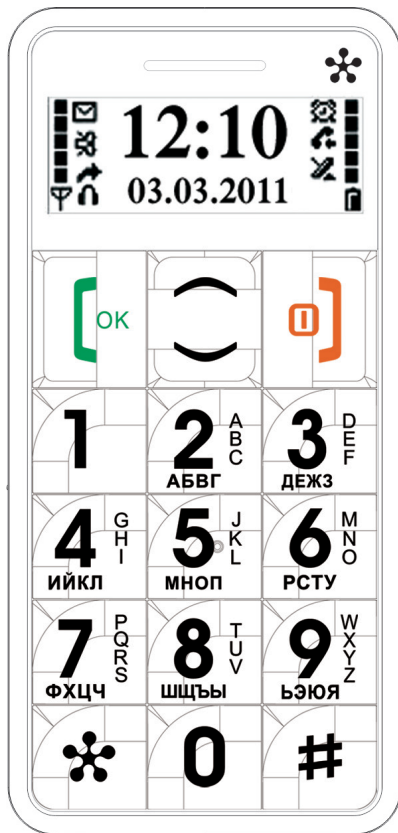 12:10
03.03.2011
OK
1
2 ABC
АБВГ
3 DEF
ДЕЖЗ
4 GHI
ИЙКЛ
5 JKL
МНОП
6 MNO
РСТУ
7 PQRS
ФХЦЧ
8 TUV
ШЩЪЫ
9 WXYZ
ЬЭЮЯ
* 0 #